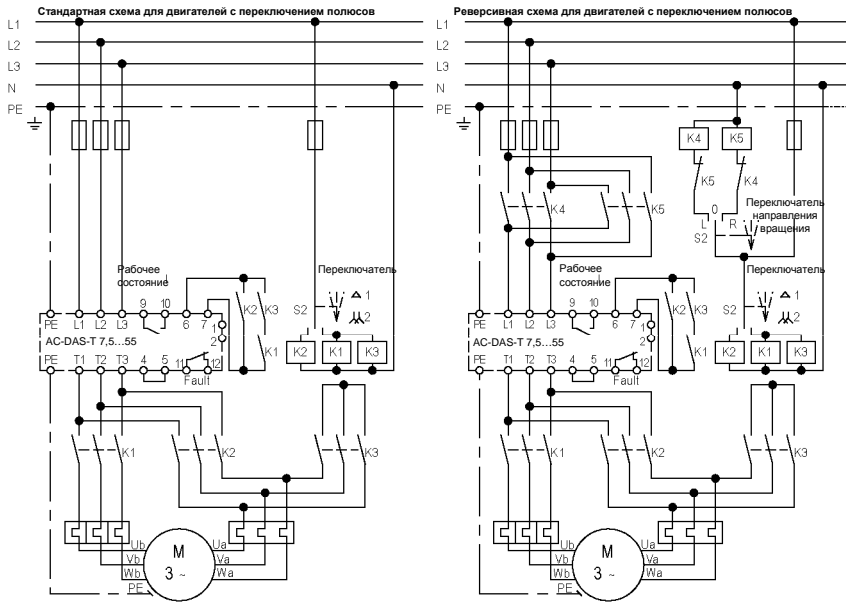 Стандартная схема для двигателей с переключением полюсов
L1
L2
L3
N
PE
Рабочее
состояние
Переключатель
9 10 6 7
1
2
K2 K3
K1
S2
1
2
PE L1 L2 L3
AC-DAS-T 7,5...55
PE T1 T2 T3 4 5 11 12
Fault
K2 K1 K3
K1 K2 K3
Ub Ua
Vb Va
Wb Wa
M
3 ~
PE
Реверсивная схема для двигателей с переключением полюсов
L1
L2
L3
N
PE
K4 K5
K5 K4
K4 K5
0
L R
S2
Переключатель
направления
вращения
Рабочее
состояние
Переключатель
9 10 6 7
1
2
K2 K3
K1
S2
1
2
PE L1 L2 L3
AC-DAS-T 7,5...55
PE T1 T2 T3 4 5 11 12
Fault
K2 K1 K3
K1 K2 K3
Ub Ua
Vb Va
Wb Wa
M
3 ~
PE